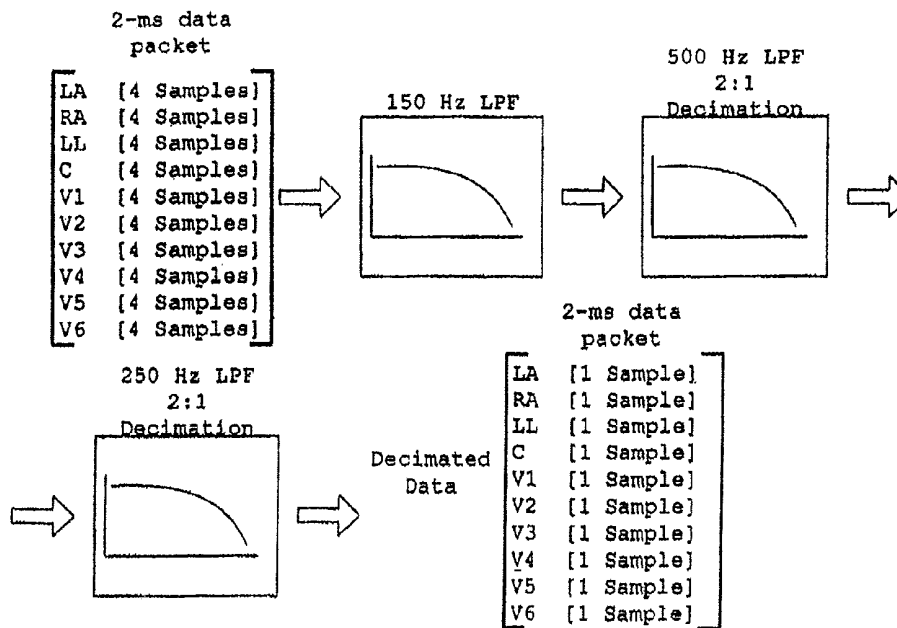 2-ms data
packet
LA [4 Samples]
RA [4 Samples]
LL [4 Samples]
C [4 Samples]
V1 [4 Samples]
V2 [4 Samples]
V3 [4 Samples]
V4 [4 Samples]
V5 [4 Samples]
V6 [4 Samples]
150 Hz LPF
500 Hz LPF
2:1
Decimation
250 Hz LPF
2:1
Decimation
Decimated
Data
2-ms data
packet
LA [1 Sample]
RA [1 Sample]
LL [1 Sample]
C [1 Sample]
V1 [1 Sample]
V2 [1 Sample]
V3 [1 Sample]
V4 [1 Sample]
V5 [1 Sample]
V6 [1 Sample]